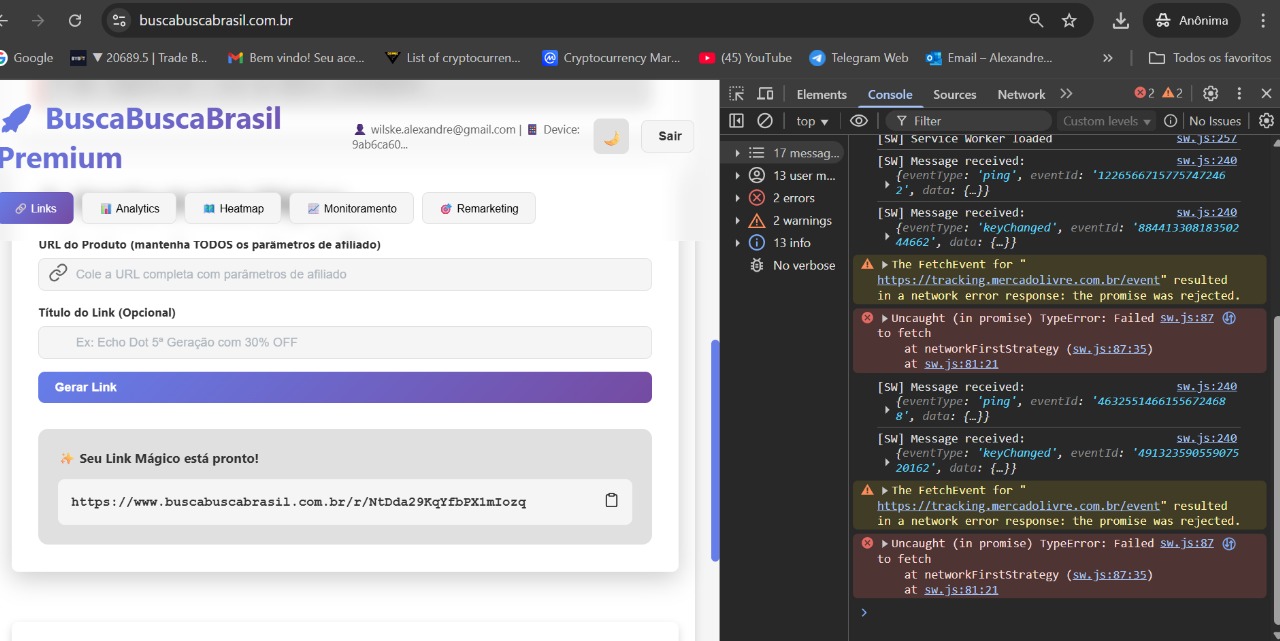 buscabuscabrasil.com.br
Anônima
Google
BYBIT
▼ 20689.5 | Trade B...
Bem vindo! Seu ace...
List of cryptocurren...
Cryptocurrency Mar...
(45) YouTube
Telegram Web
Email – Alexandre...
»
Todos os favoritos
BuscaBuscaBrasil
Premium
wilske.alexandre@gmail.com | Device:
9ab6ca60...
Sair
Links
Analytics
Heatmap
Monitoramento
Remarketing
URL do Produto (mantenha TODOS os parâmetros de afiliado)
Cole a URL completa com parâmetros de afiliado
Título do Link (Opcional)
Ex: Echo Dot 5ª Geração com 30% OFF
Gerar Link
✨ Seu Link Mágico está pronto!
https://www.buscabuscabrasil.com.br/r/NtDda29KqYfbPX1mIozq
Elements
Console
Sources
Network
»
2
2
top ▼
Filter
Custom levels ▼
No Issues
17 messag...
13 user m...
2 errors
2 warnings
13 info
No verbose
[SW] Service Worker loaded sw.js:257
[SW] Message received: sw.js:240
{eventType: 'ping', eventId: '1226566715775747246
2', data: {…}}
[SW] Message received: sw.js:240
{eventType: 'keyChanged', eventId: '884413308183502
44662', data: {…}}
The FetchEvent for "
https://tracking.mercadolivre.com.br/event" resulted
in a network error response: the promise was rejected.
Uncaught (in promise) TypeError: Failed sw.js:87
to fetch
at networkFirstStrategy (sw.js:87:35)
at sw.js:81:21
[SW] Message received: sw.js:240
{eventType: 'ping', eventId: '4632551466155672468
8', data: {…}}
[SW] Message received: sw.js:240
{eventType: 'keyChanged', eventId: '491323590559075
20162', data: {…}}
The FetchEvent for "
https://tracking.mercadolivre.com.br/event" resulted
in a network error response: the promise was rejected.
Uncaught (in promise) TypeError: Failed sw.js:87
to fetch
at networkFirstStrategy (sw.js:87:35)
at sw.js:81:21